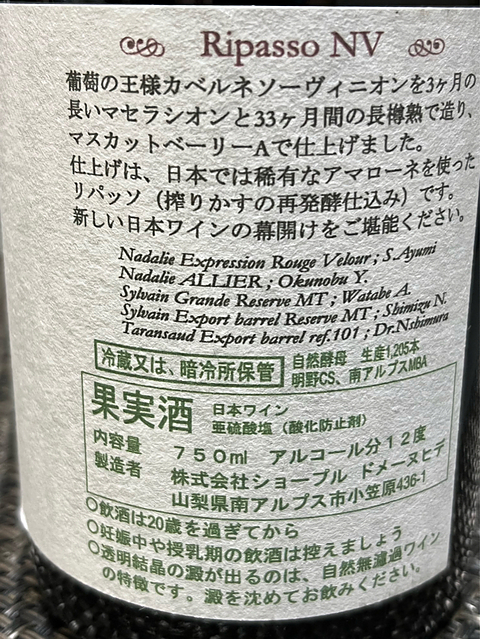 Ripasso NV
葡萄の王様カベルネソーヴィニオンを3ヶ月の
長いマセラシオンと33ヶ月間の長樽熟で造り、
マスカットベーリーAで仕上げました。
仕上げは、日本では稀有なアマローネを使った
リパッソ（搾りかすの再発酵仕込み）です。
新しい日本ワインの幕開けをご堪能ください。
Nadalie Expression Rouge Velour ; S.Ayumi
Nadalie ALLIER ; Okunobu Y.
Sylvain Grande Reserve MT ; Watabe A.
Sylvain Export barrel Reserve MT ; Shimizu N.
Taransaud Export barrel ref.101 ; Dr.Nshimura
冷蔵又は、暗冷所保管
自然酵母 生産1,205本
明野CS、南アルプスMBA
果実酒
日本ワイン
亜硫酸塩（酸化防止剤）
内容量 750ml アルコール分12度
製造者 株式会社ショープル ドメーヌヒデ
山梨県南アルプス市小笠原436-1
○飲酒は20歳を過ぎてから
○妊娠中や授乳期の飲酒は控えましょう
○透明結晶の澱が出るのは、自然無濾過ワイン
の特徴です。澱を沈めてお飲みください。